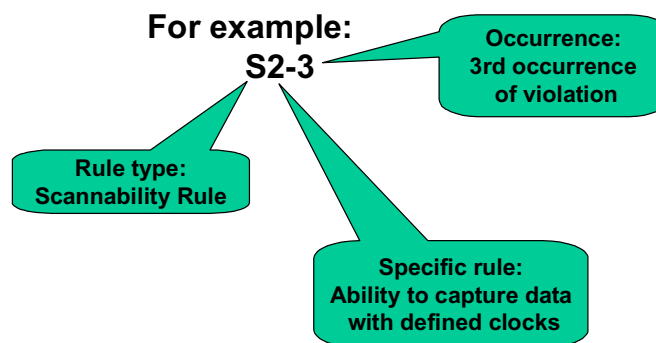 For example:
S2-3
Occurrence:
3rd occurrence
of violation
Rule type:
Scannability Rule
Specific rule:
Ability to capture data
with defined clocks